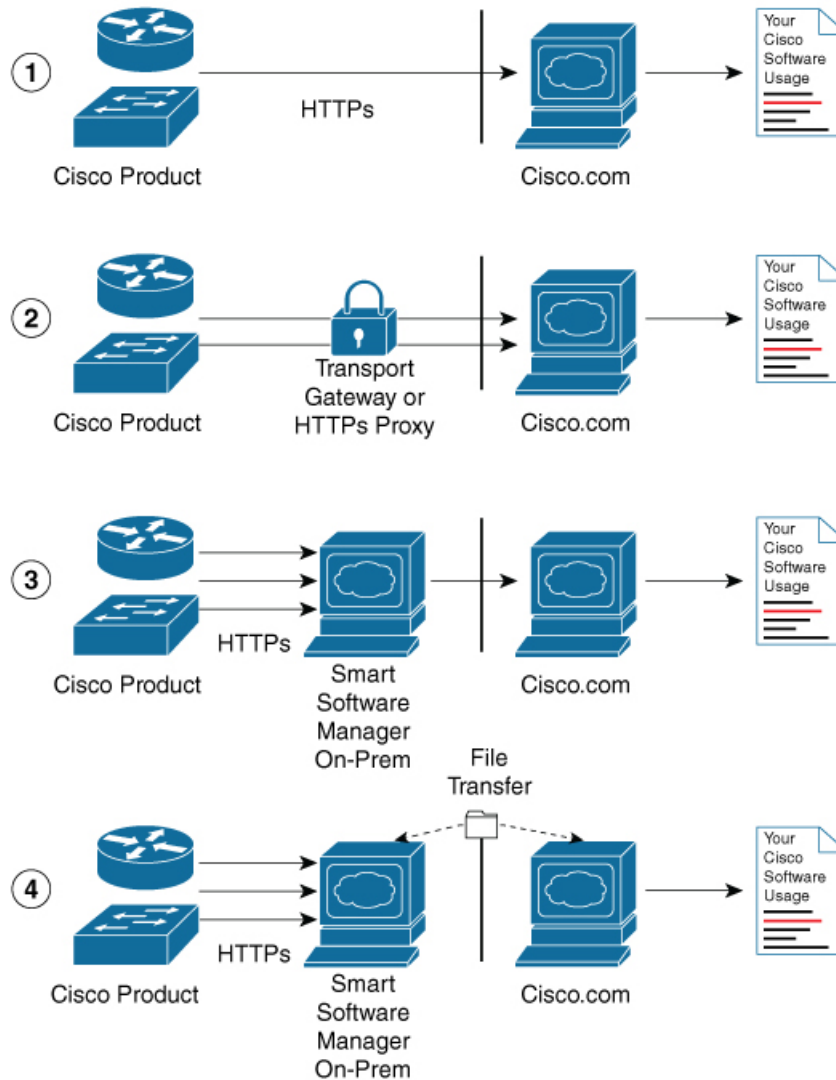 1
HTTPs
Cisco Product
Cisco.com
Your
Cisco
Software
Usage
2
Transport
Gateway or
HTTPs Proxy
Cisco Product
Cisco.com
Your
Cisco
Software
Usage
3
HTTPs
Cisco Product
Smart
Software
Manager
On-Prem
Cisco.com
Your
Cisco
Software
Usage
File
Transfer
4
HTTPs
Cisco Product
Smart
Software
Manager
On-Prem
Cisco.com
Your
Cisco
Software
Usage